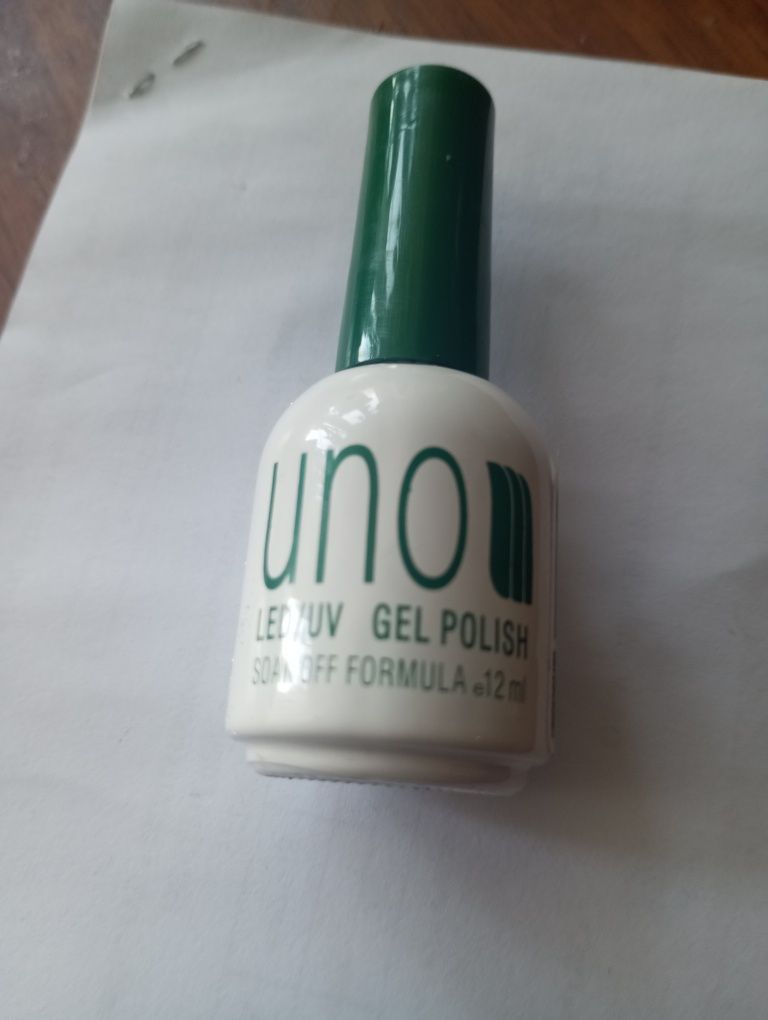 uno
LED/UV GEL POLISH
SOAK OFF FORMULA e12 ml